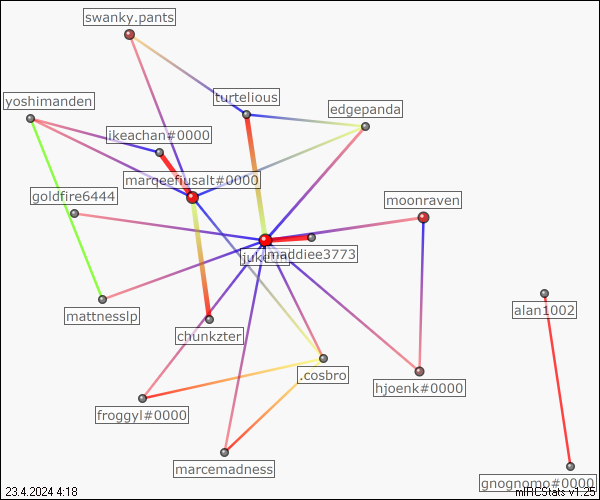 swanky.pants
turtelious
yoshimanden
edgepanda
ikeachan#0000
marqeefiusalt#0000
goldfire6444
moonraven
maddiee3773
mattnesslp
chunkzter
alan1002
.cosbro
hjoenk#0000
froggyl#0000
marcemadness
gnognomo#0000
23.4.2024 4:18
mIRCStats v1.25